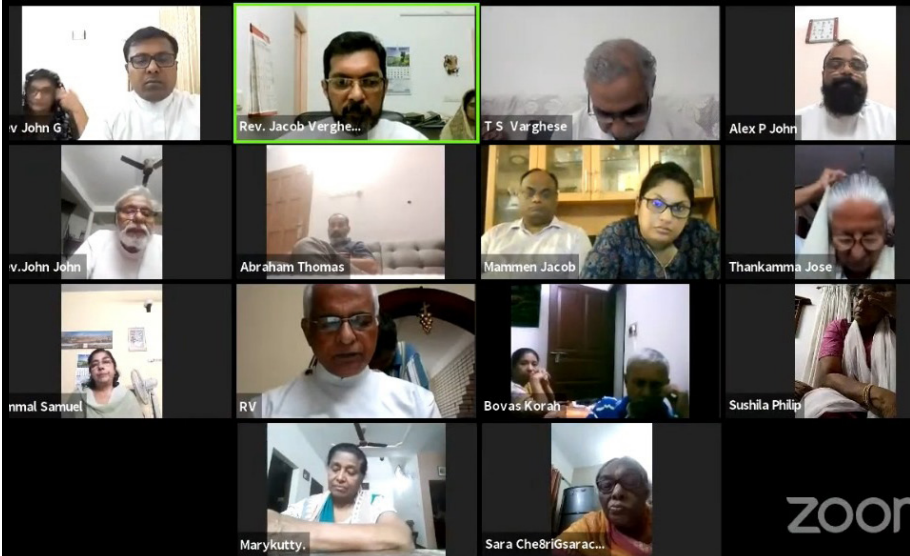 v John G
Rev. Jacob Verghe...
T S Varghese
Alex P John
v.John John
Abraham Thomas
Mammen Jacob
Thankamma Jose
nmal Samuel
RV
Bovas Korah
Sushila Philip
Marykutty.
Sara Che8riGsarac...
zoom